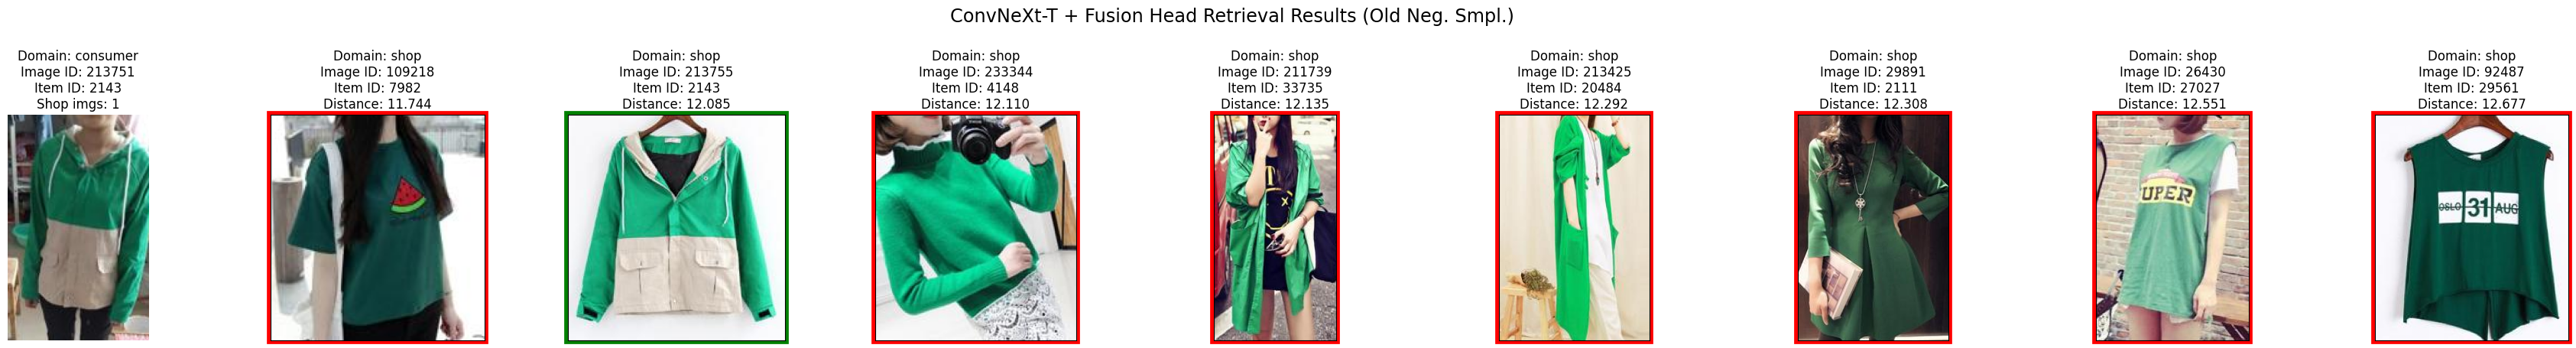 ConvNeXt-T + Fusion Head Retrieval Results (Old Neg. Smpl.)
Domain: consumer
Image ID: 213751
Item ID: 2143
Shop imgs: 1
Domain: shop
Image ID: 109218
Item ID: 7982
Distance: 11.744
Domain: shop
Image ID: 213755
Item ID: 2143
Distance: 12.085
Domain: shop
Image ID: 233344
Item ID: 4148
Distance: 12.110
Domain: shop
Image ID: 211739
Item ID: 33735
Distance: 12.135
Domain: shop
Image ID: 213425
Item ID: 20484
Distance: 12.292
Domain: shop
Image ID: 29891
Item ID: 2111
Distance: 12.308
Domain: shop
Image ID: 26430
Item ID: 27027
Distance: 12.551
Domain: shop
Image ID: 92487
Item ID: 29561
Distance: 12.677
UPER
OSLO 31 AUG